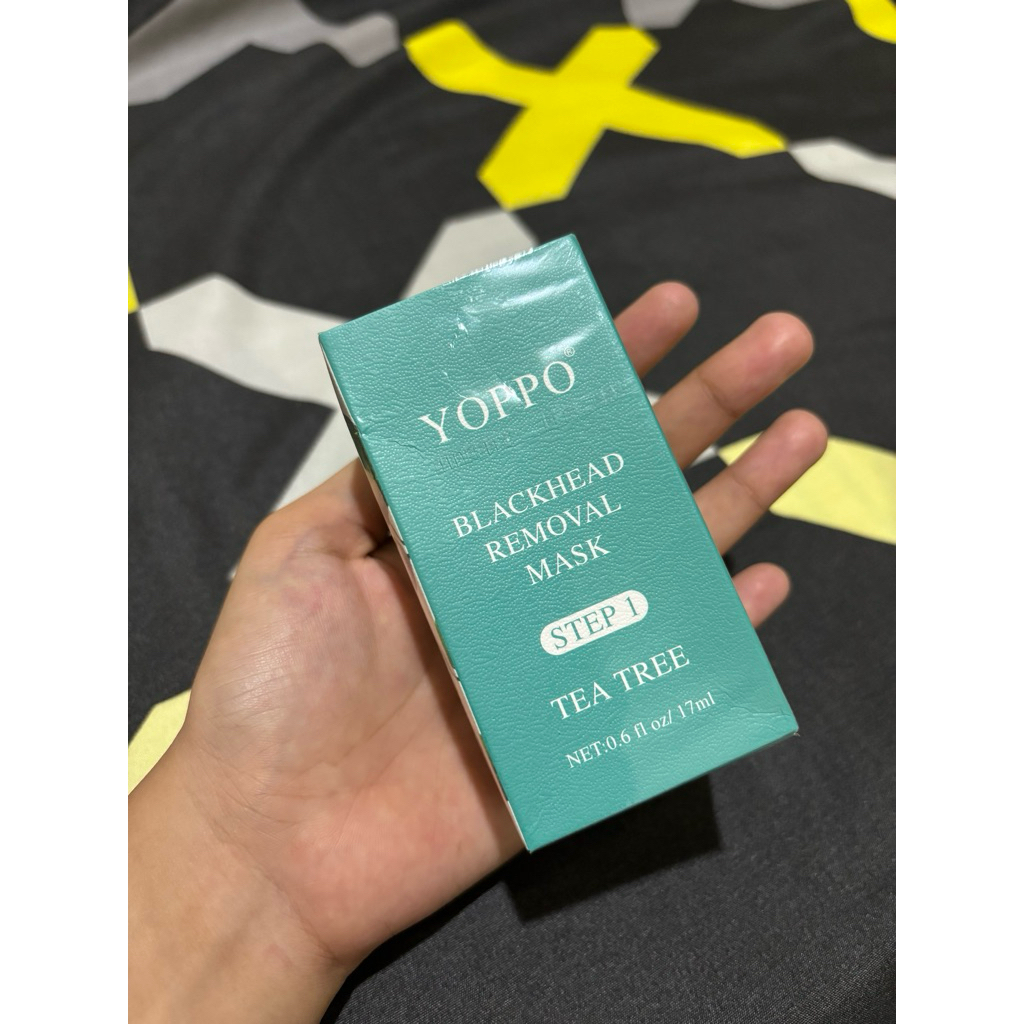 YOPPO®
BLACKHEAD
REMOVAL
MASK
STEP 1
TEA TREE
NET:0.6 fl oz/ 17ml